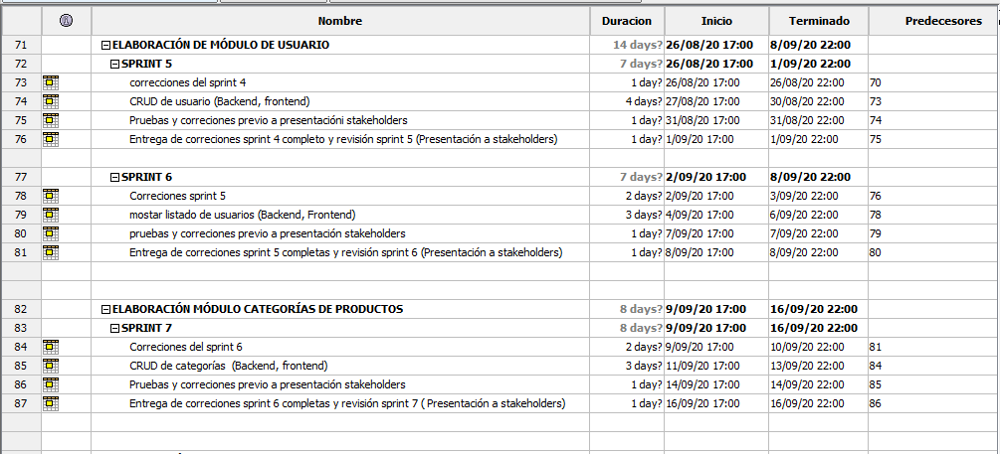 Nombre Duracion Inicio Terminado Predecesores
71 ELABORACIÓN DE MÓDULO DE USUARIO 14 days? 26/08/20 17:00 8/09/20 22:00
72 SPRINT 5 7 days? 26/08/20 17:00 1/09/20 22:00
73 correcciones del sprint 4 1 day? 26/08/20 17:00 26/08/20 22:00 70
74 CRUD de usuario (Backend, frontend) 4 days? 27/08/20 17:00 30/08/20 22:00 73
75 Pruebas y correciones previo a presentacióni stakeholders 1 day? 31/08/20 17:00 31/08/20 22:00 74
76 Entrega de correciones sprint 4 completo y revisión sprint 5 (Presentación a stakeholders) 1 day? 1/09/20 17:00 1/09/20 22:00 75
77 SPRINT 6 7 days? 2/09/20 17:00 8/09/20 22:00
78 Correciones sprint 5 2 days? 2/09/20 17:00 3/09/20 22:00 76
79 mostar listado de usuarios (Backend, Frontend) 3 days? 4/09/20 17:00 6/09/20 22:00 78
80 pruebas y correciones previo a presentación stakeholders 1 day? 7/09/20 17:00 7/09/20 22:00 79
81 Entrega de correciones sprint 5 completas y revisión sprint 6 (Presentación a stakeholders) 1 day? 8/09/20 17:00 8/09/20 22:00 80
82 ELABORACIÓN MÓDULO CATEGORÍAS DE PRODUCTOS 8 days? 9/09/20 17:00 16/09/20 22:00
83 SPRINT 7 8 days? 9/09/20 17:00 16/09/20 22:00
84 Correciones del sprint 6 2 days? 9/09/20 17:00 10/09/20 22:00 81
85 CRUD de categorías (Backend, frontend) 3 days? 11/09/20 17:00 13/09/20 22:00 84
86 Pruebas y correciones previo a presentación stakeholders 1 day? 14/09/20 17:00 14/09/20 22:00 85
87 Entrega de correciones sprint 6 completas y revisión sprint 7 ( Presentación a stakeholders) 1 day? 16/09/20 17:00 16/09/20 22:00 86